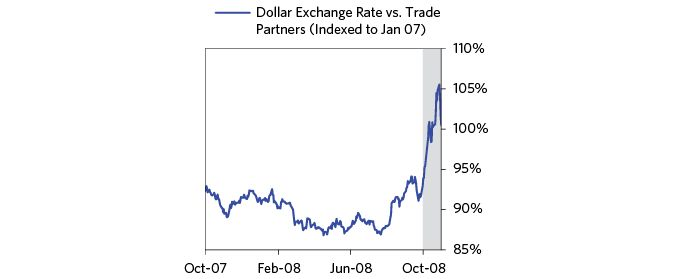 Dollar Exchange Rate vs. Trade
Partners (Indexed to Jan 07)
110%
105%
100%
95%
90%
85%
Oct-07 Feb-08 Jun-08 Oct-08